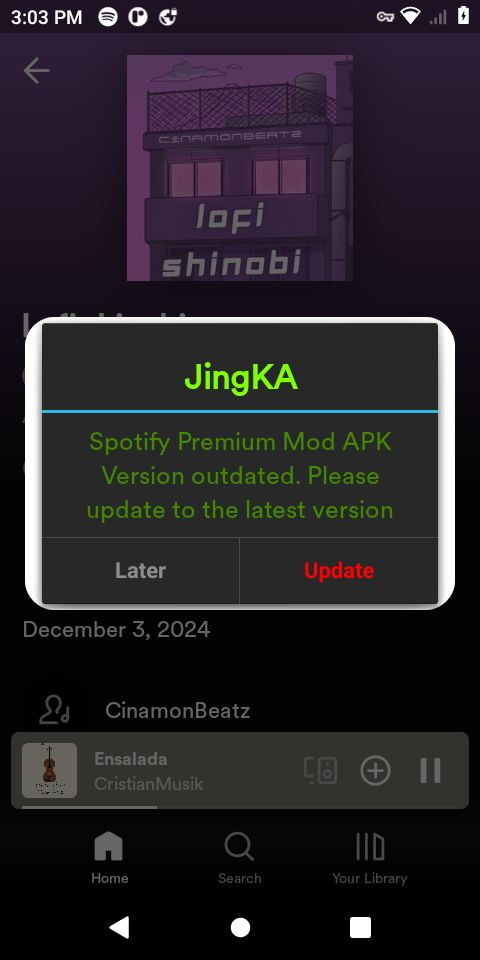 3:03 PM
CINAMONBEATZ
lofi
shinobi
JingKA
Spotify Premium Mod APK
Version outdated. Please
update to the latest version
Later
Update
December 3, 2024
CinamonBeatz
Ensalada
CristianMusik
Home
Search
Your Library